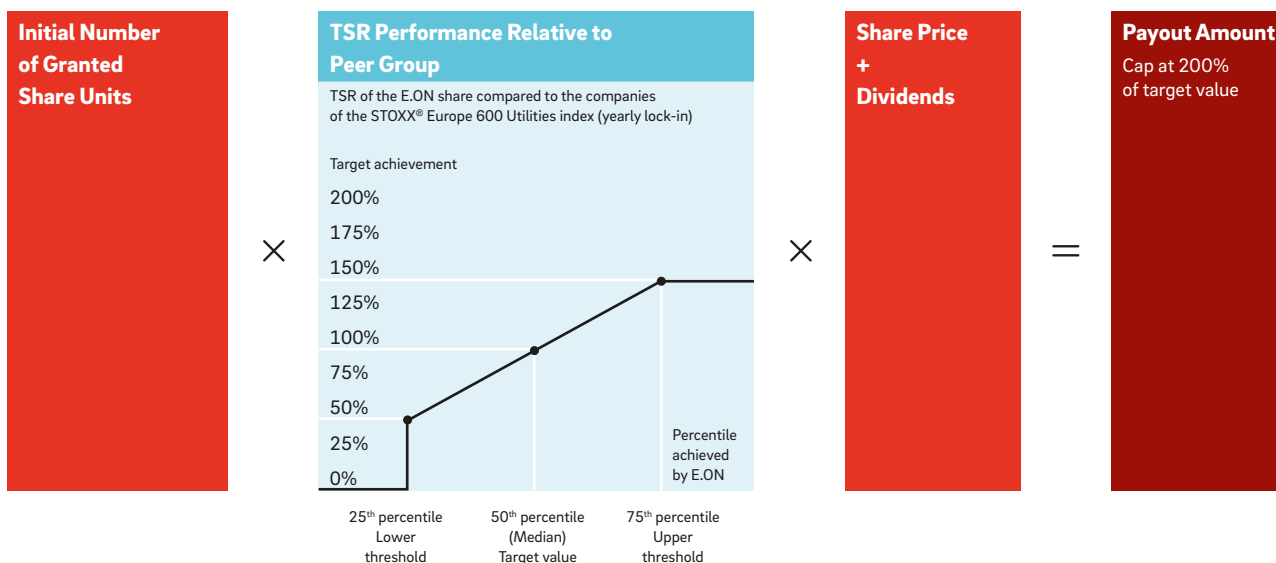 Initial Number
of Granted
Share Units
×
TSR Performance Relative to
Peer Group
TSR of the E.ON share compared to the companies
of the STOXX® Europe 600 Utilities index (yearly lock-in)
Target achievement
200%
175%
150%
125%
100%
75%
50%
25%
0%
Percentile
achieved
by E.ON
25th percentile
Lower
threshold
50th percentile
(Median)
Target value
75th percentile
Upper
threshold
×
Share Price
+
Dividends
=
Payout Amount
Cap at 200%
of target value